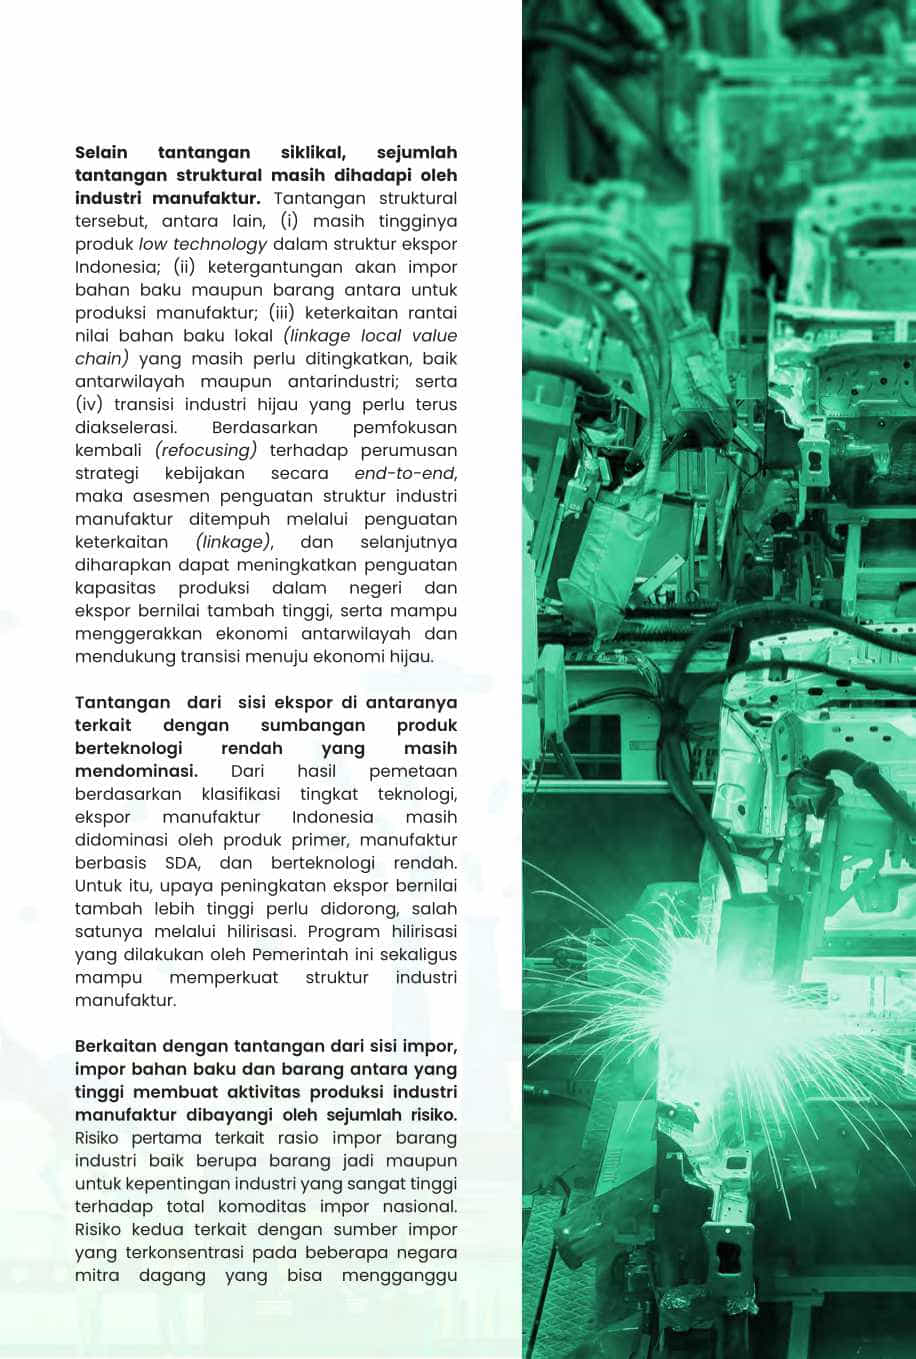 Selain tantangan siklikal, sejumlah
tantangan struktural masih dihadapi oleh
industri manufaktur. Tantangan struktural
tersebut, antara lain, (i) masih tingginya
produk low technology dalam struktur ekspor
Indonesia; (ii) ketergantungan akan impor
bahan baku maupun barang antara untuk
produksi manufaktur; (iii) keterkaitan rantai
nilai bahan baku lokal (linkage local value
chain) yang masih perlu ditingkatkan, baik
antarwilayah maupun antarindustri; serta
(iv) transisi industri hijau yang perlu terus
diakselerasi. Berdasarkan pemfokusan
kembali (refocusing) terhadap perumusan
strategi kebijakan secara end-to-end,
maka asesmen penguatan struktur industri
manufaktur ditempuh melalui penguatan
keterkaitan (linkage), dan selanjutnya
diharapkan dapat meningkatkan penguatan
kapasitas produksi dalam negeri dan
ekspor bernilai tambah tinggi, serta mampu
menggerakkan ekonomi antarwilayah dan
mendukung transisi menuju ekonomi hijau.
Tantangan dari sisi ekspor di antaranya
terkait dengan sumbangan produk
berteknologi rendah yang masih
mendominasi. Dari hasil pemetaan
berdasarkan klasifikasi tingkat teknologi,
ekspor manufaktur Indonesia masih
didominasi oleh produk primer, manufaktur
berbasis SDA, dan berteknologi rendah.
Untuk itu, upaya peningkatan ekspor bernilai
tambah lebih tinggi perlu didorong, salah
satunya melalui hilirisasi. Program hilirisasi
yang dilakukan oleh Pemerintah ini sekaligus
mampu memperkuat struktur industri
manufaktur.
Berkaitan dengan tantangan dari sisi impor,
impor bahan baku dan barang antara yang
tinggi membuat aktivitas produksi industri
manufaktur dibayangi oleh sejumlah risiko.
Risiko pertama terkait rasio impor barang
industri baik berupa barang jadi maupun
untuk kepentingan industri yang sangat tinggi
terhadap total komoditas impor nasional.
Risiko kedua terkait dengan sumber impor
yang terkonsentrasi pada beberapa negara
mitra dagang yang bisa mengganggu